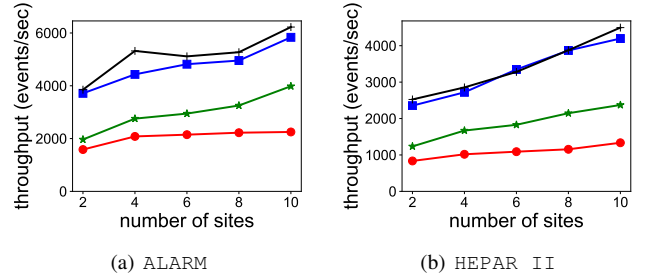 6000
4000
2000
0
throughput (events/sec)
2 4 6 8 10
number of sites
(a) ALARM
4000
3000
2000
1000
0
throughput (events/sec)
2 4 6 8 10
number of sites
(b) HEPAR II